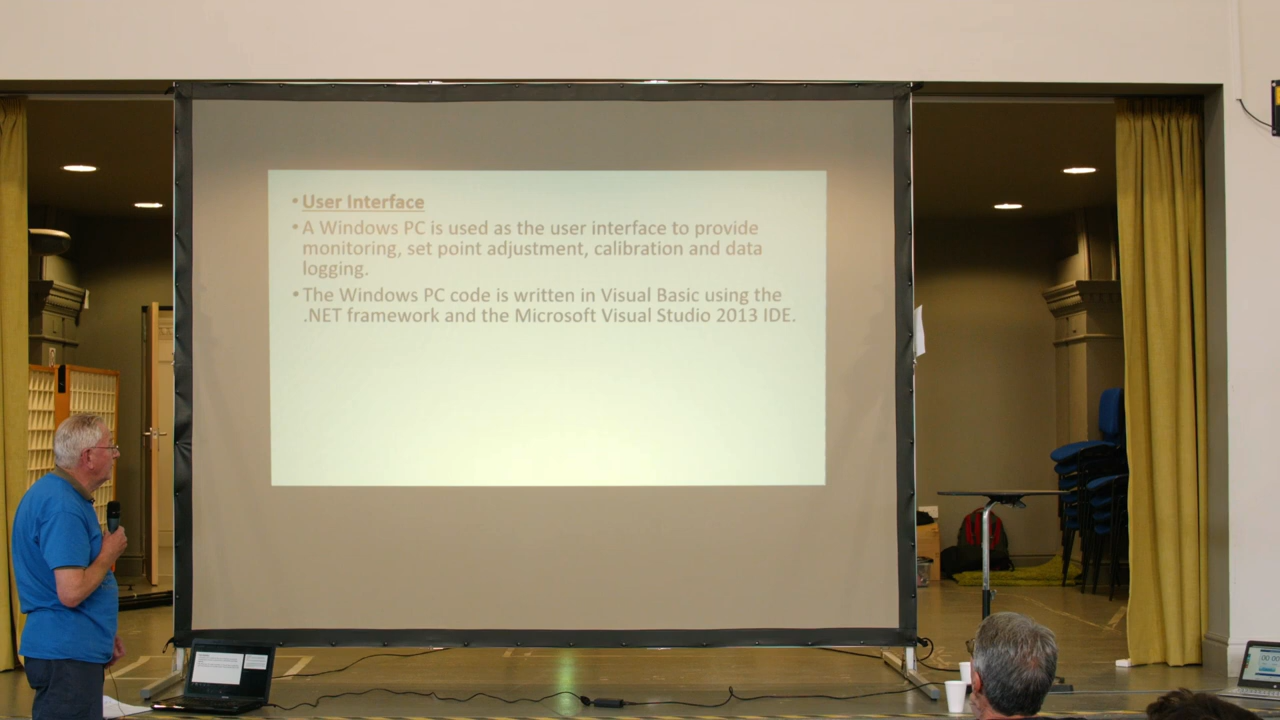 • User Interface
• A Windows PC is used as the user interface to provide
monitoring, set point adjustment, calibration and data
logging.
• The Windows PC code is written in Visual Basic using the
.NET framework and the Microsoft Visual Studio 2013 IDE.